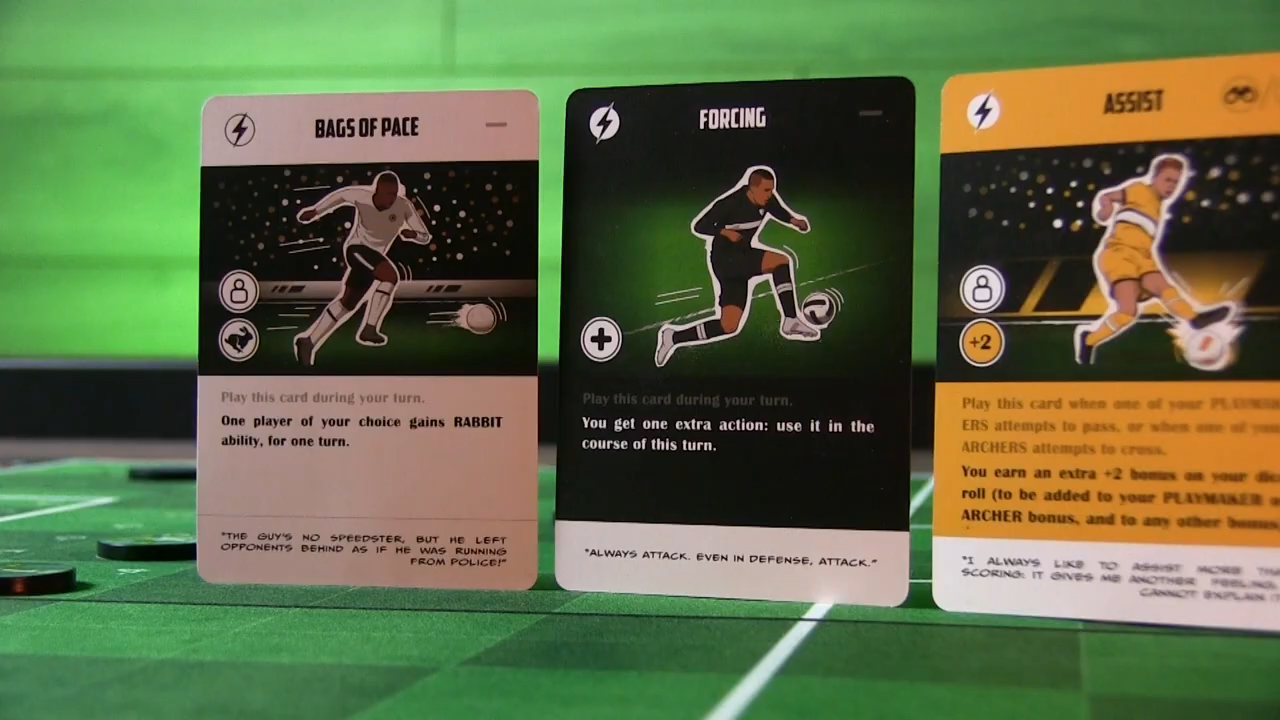 BAGS OF PACE
Play this card during your turn.
One player of your choice gains RABBIT
ability, for one turn.
"THE GUY'S NO SPEEDSTER, BUT HE LEFT
OPPONENTS BEHIND AS IF HE WAS RUNNING
FROM POLICE!"
FORCING
Play this card during your turn.
You get one extra action: use it in the
course of this turn.
"ALWAYS ATTACK. EVEN IN DEFENSE, ATTACK."
ASSIST
+2
Play this card when one of your
ERS attempts to pass, or when one of
ARCHERS attempts to cross.
You earn an extra +2 bonus on your
roll (to be added to your PLAYMAKER
ARCHER bonus, and to any other bonus
"I ALWAYS LIKE TO ASSIST MORE
SCORING: IT GIVES ME ANOTHER FEELING,
CANNOT EXPLAIN